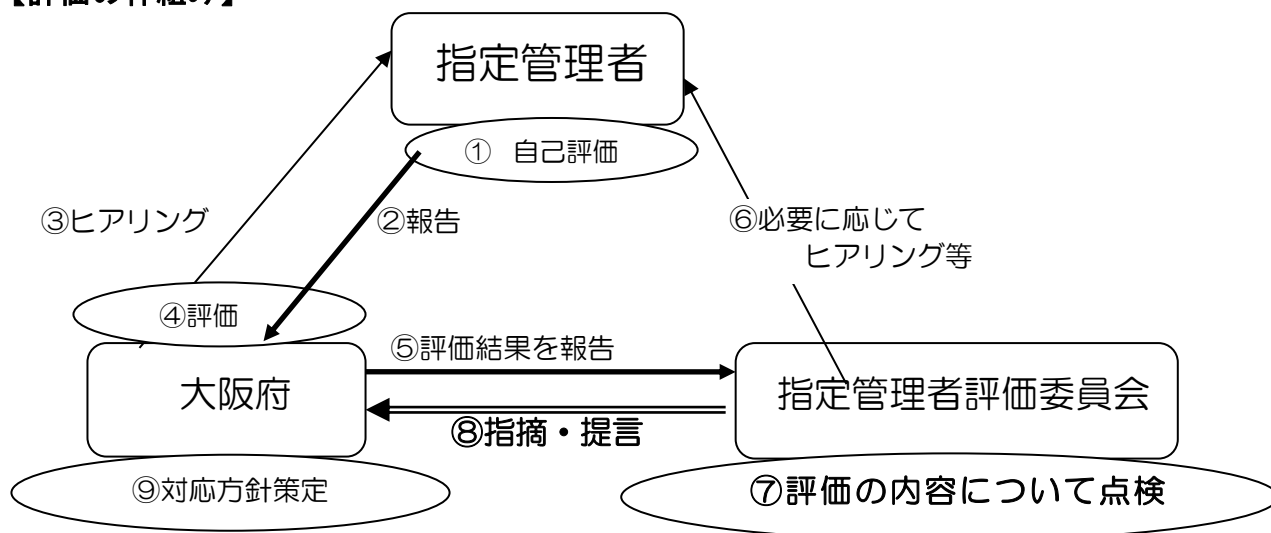 【評価の仕組み】
指定管理者
① 自己評価
③ヒアリング
②報告
⑥必要に応じて
ヒアリング等
④評価
⑤評価結果を報告
大阪府
指定管理者評価委員会
⑧指摘・提言
⑨対応方針策定
⑦評価の内容について点検